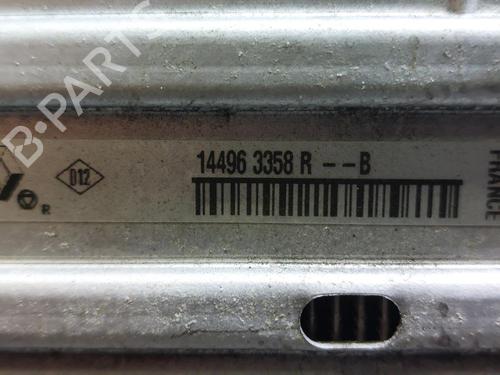 B-PARTS
D12
14496 3358 R - - B
R
FRANCE